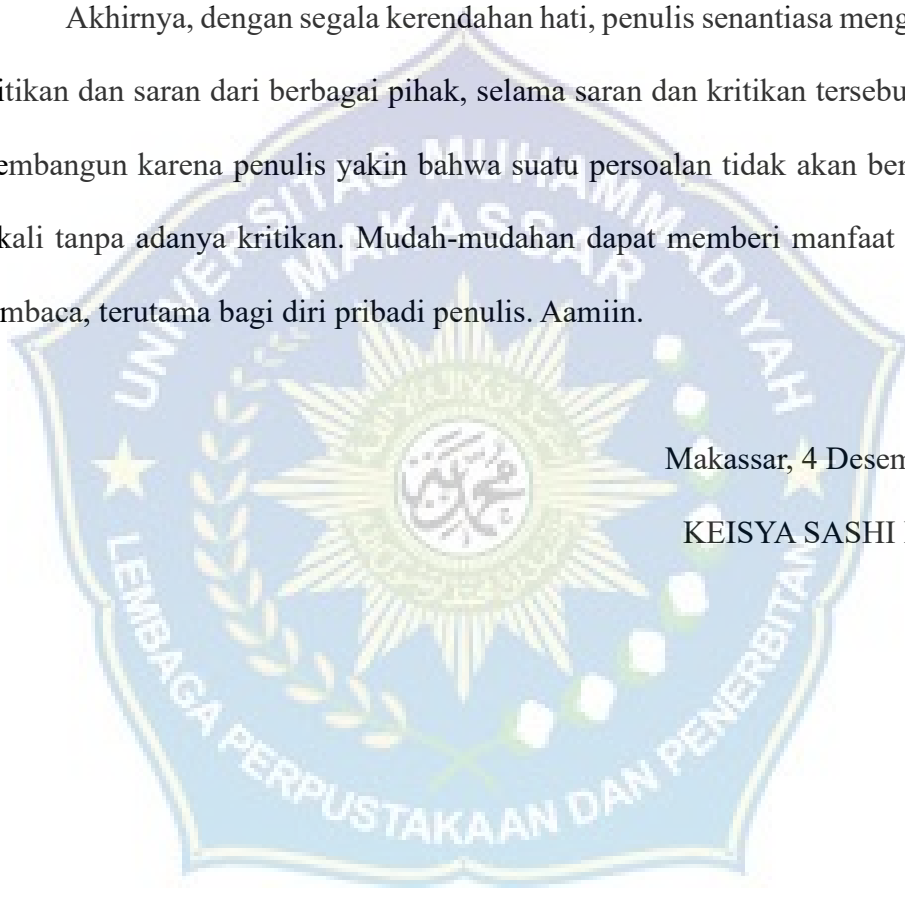 Akhirnya, dengan segala kerendahan hati, penulis senantiasa meng
itikan dan saran dari berbagai pihak, selama saran dan kritikan tersebu
embangun karena penulis yakin bahwa suatu persoalan tidak akan ber
kali tanpa adanya kritikan. Mudah-mudahan dapat memberi manfaat
mbaca, terutama bagi diri pribadi penulis. Aamiin.
Makassar, 4 Desem
KEISYA SASHI
UNIVERSITAS MUHAMMADIYAH
MAKASSAR
LEMBAGA PERPUSTAKAAN DAN PENERBITAN